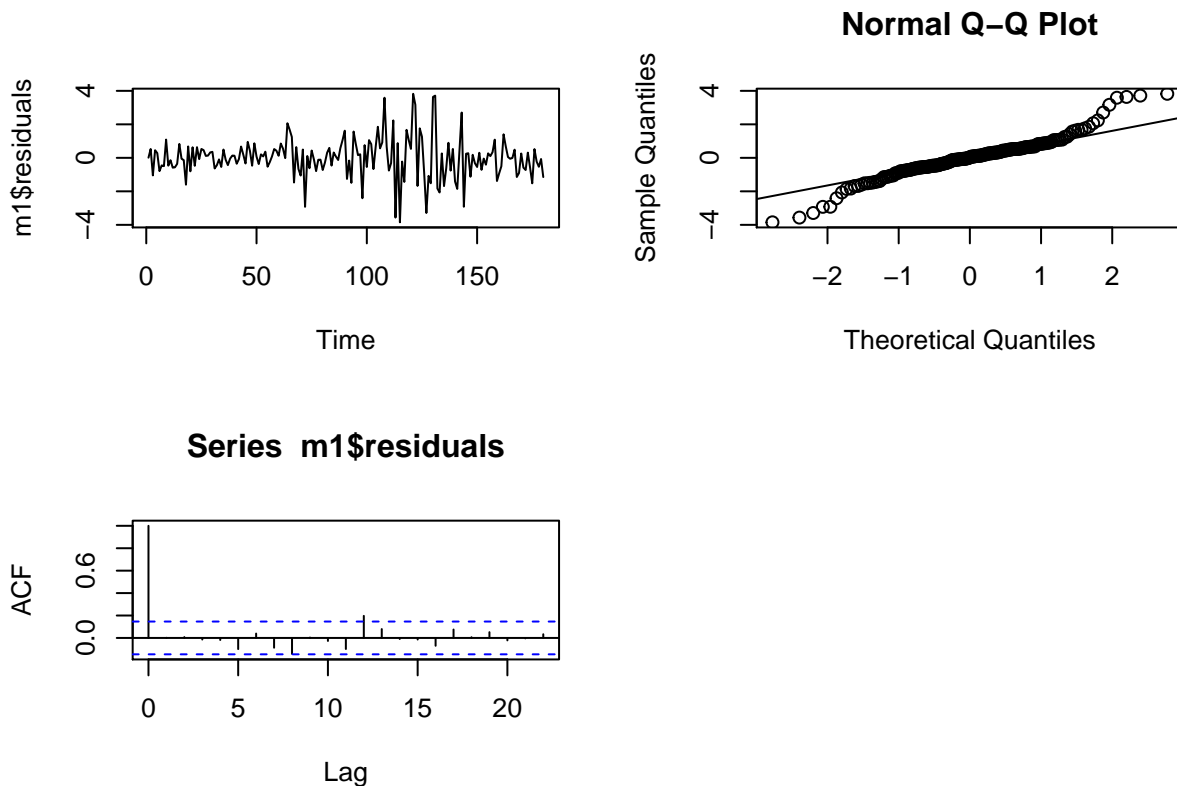 m1$residuals
4
0
−4
0
50
100
150
Time
Normal Q−Q Plot
Sample Quantiles
4
0
−4
−2
−1
0
1
2
Theoretical Quantiles
Series m1$residuals
ACF
0.6
0.0
0
5
10
15
20
Lag